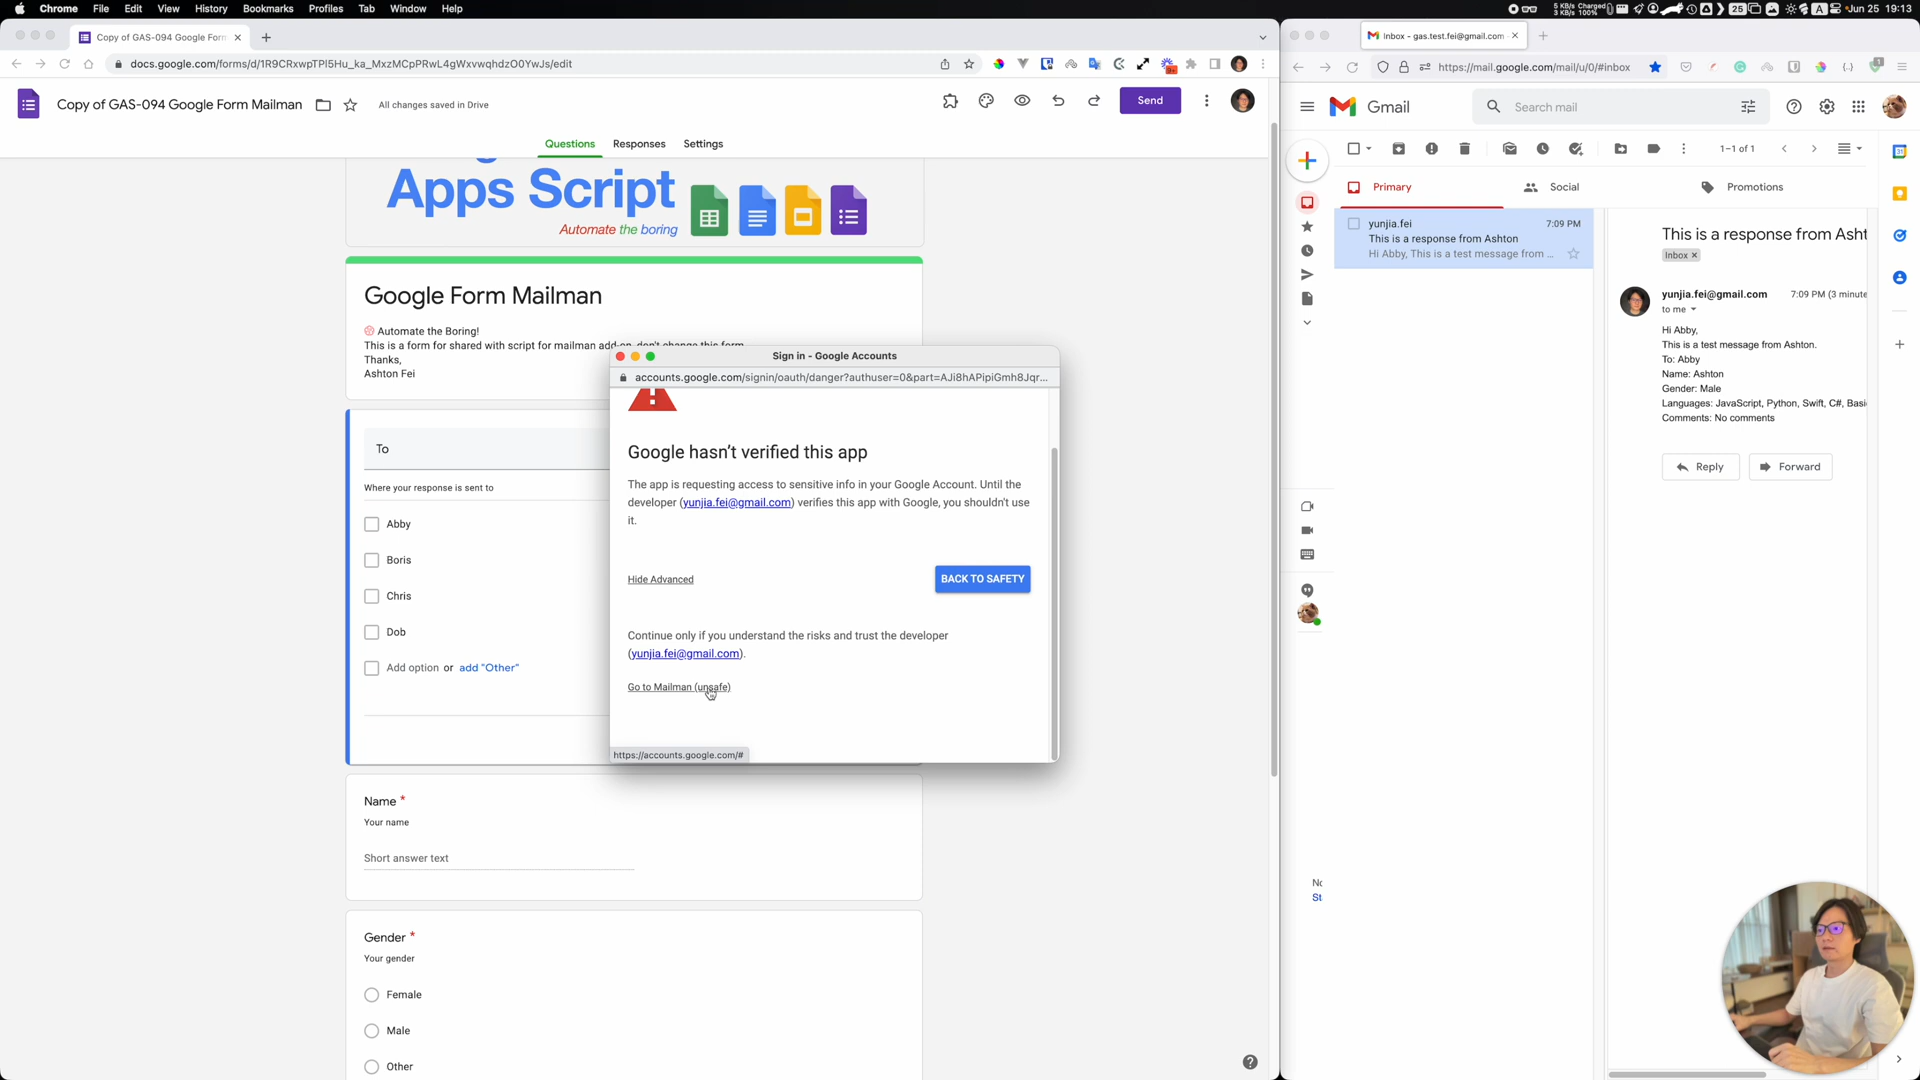 Chrome File Edit View History Bookmarks Profiles Tab Window Help
5 KB/s
3 KB/s
Charged
100%
25
A
Jun 25 19:13
Copy of GAS-094 Google Form
docs.google.com/forms/d/1R9CRxwpTPl5Hu_ka_MxzMCpPRwL4gWxvwqhdzO0YwJs/edit
Copy of GAS-094 Google Form Mailman
All changes saved in Drive
Send
Questions
Responses
Settings
Apps Script
Automate the boring
Google Form Mailman
Automate the Boring!
This is a form for shared with script for mailman add-on, don't change this form
Thanks,
Ashton Fei
To
Where your response is sent to
Abby
Boris
Chris
Dob
Add option or add "Other"
Name *
Your name
Short answer text
Gender *
Your gender
Female
Male
Other
Sign in - Google Accounts
accounts.google.com/signin/oauth/danger?authuser=0&part=AJi8hAPipiGmh8Jqr...
Google hasn't verified this app
The app is requesting access to sensitive info in your Google Account. Until the
developer (yunjia.fei@gmail.com) verifies this app with Google, you shouldn't use
it.
Hide Advanced
BACK TO SAFETY
Continue only if you understand the risks and trust the developer
(yunjia.fei@gmail.com).
Go to Mailman (unsafe)
https://accounts.google.com/#
Inbox - gas.test.fei@gmail.com
https://mail.google.com/mail/u/0/#inbox
Gmail
Search mail
1–1 of 1
Primary
Social
Promotions
yunjia.fei
7:09 PM
This is a response from Ashton
Hi Abby, This is a test message from ...
This is a response from Asht
Inbox ×
yunjia.fei@gmail.com
7:09 PM (3 minute
to me
Hi Abby,
This is a test message from Ashton.
To: Abby
Name: Ashton
Gender: Male
Languages: JavaScript, Python, Swift, C#, Basi
Comments: No comments
Reply
Forward
No
St